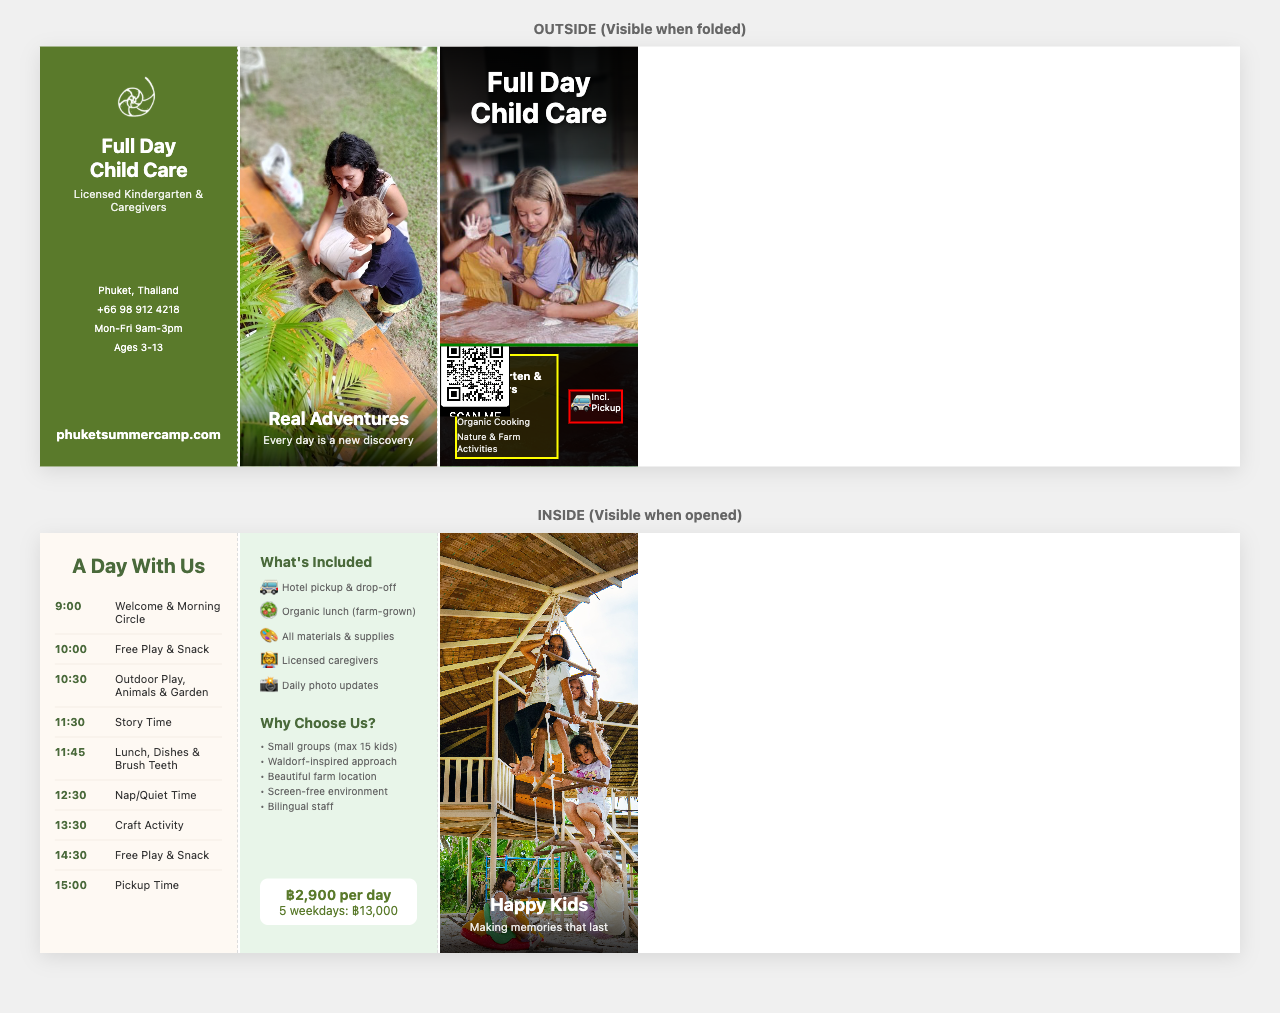 OUTSIDE (Visible when folded)
Full Day
Child Care
Licensed Kindergarten &
Caregivers
Phuket, Thailand
+66 98 912 4218
Mon-Fri 9am-3pm
Ages 3-13
phuketsummercamp.com
Real Adventures
Every day is a new discovery
Full Day
Child Care
&
SCAN ME
Organic Cooking
Nature & Farm
Activities
Incl.
Pickup
INSIDE (Visible when opened)
A Day With Us
9:00 Welcome & Morning
Circle
10:00 Free Play & Snack
10:30 Outdoor Play,
Animals & Garden
11:30 Story Time
11:45 Lunch, Dishes &
Brush Teeth
12:30 Nap/Quiet Time
13:30 Craft Activity
14:30 Free Play & Snack
15:00 Pickup Time
What's Included
Hotel pickup & drop-off
Organic lunch (farm-grown)
All materials & supplies
Licensed caregivers
Daily photo updates
Why Choose Us?
• Small groups (max 15 kids)
• Waldorf-inspired approach
• Beautiful farm location
• Screen-free environment
• Bilingual staff
฿2,900 per day
5 weekdays: ฿13,000
Happy Kids
Making memories that last